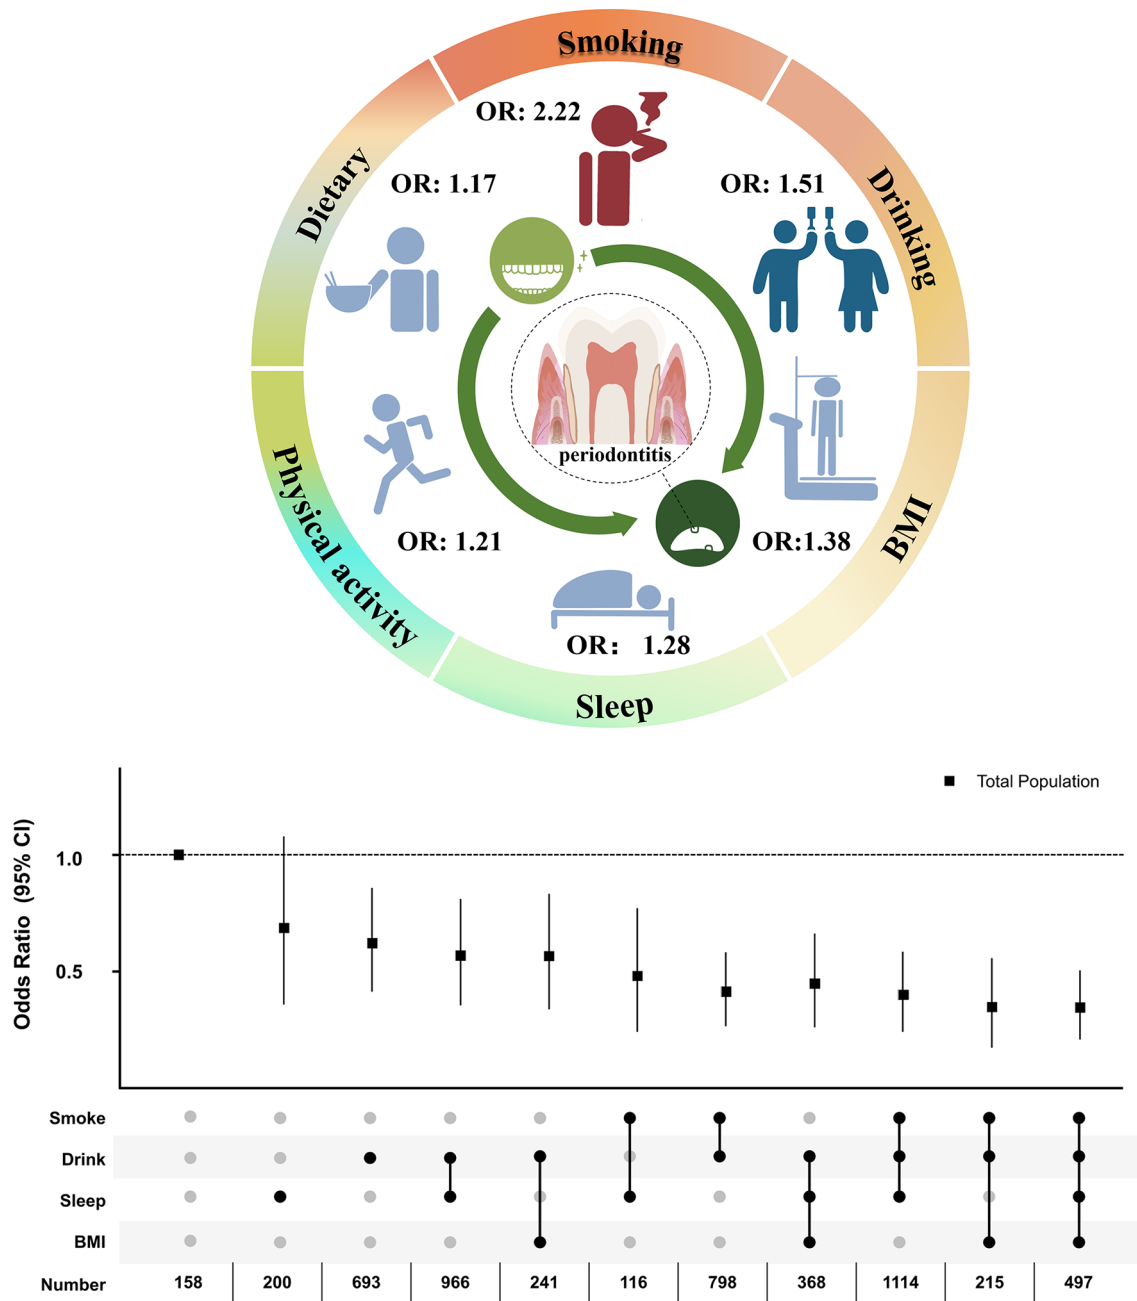 Smoking
OR: 2.22
Dietary
OR: 1.17
OR: 1.51
Drinking
periodontitis
Physical activity
OR: 1.21
OR:1.38
BMI
OR: 1.28
Sleep
Odds Ratio (95% CI)
Total Population
1.0
0.5
Smoke
Drink
Sleep
BMI
Number 158 200 693 966 241 116 798 368 1114 215 497